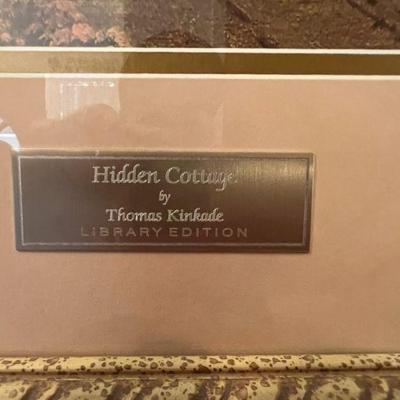 Hidden Cottage
by
Thomas Kinkade
LIBRARY EDITION